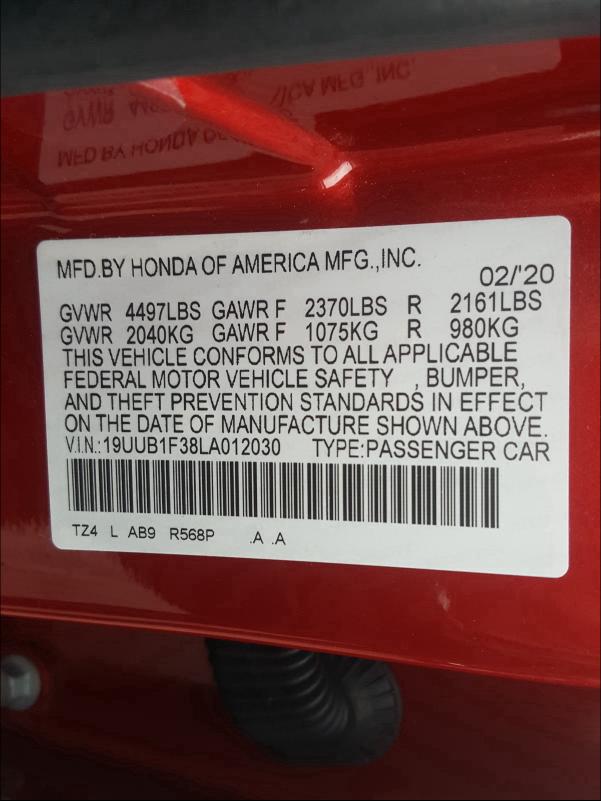 MFD.BY HONDA OF AMERICA MFG.,INC.
02/'20
GVWR 4497LBS GAWR F 2370LBS R 2161LBS
GVWR 2040KG GAWR F 1075KG R 980KG
THIS VEHICLE CONFORMS TO ALL APPLICABLE
FEDERAL MOTOR VEHICLE SAFETY , BUMPER,
AND THEFT PREVENTION STANDARDS IN EFFECT
ON THE DATE OF MANUFACTURE SHOWN ABOVE.
V.I.N.:19UUB1F38LA012030 TYPE:PASSENGER CAR
TZ4 L AB9 R568P .A .A